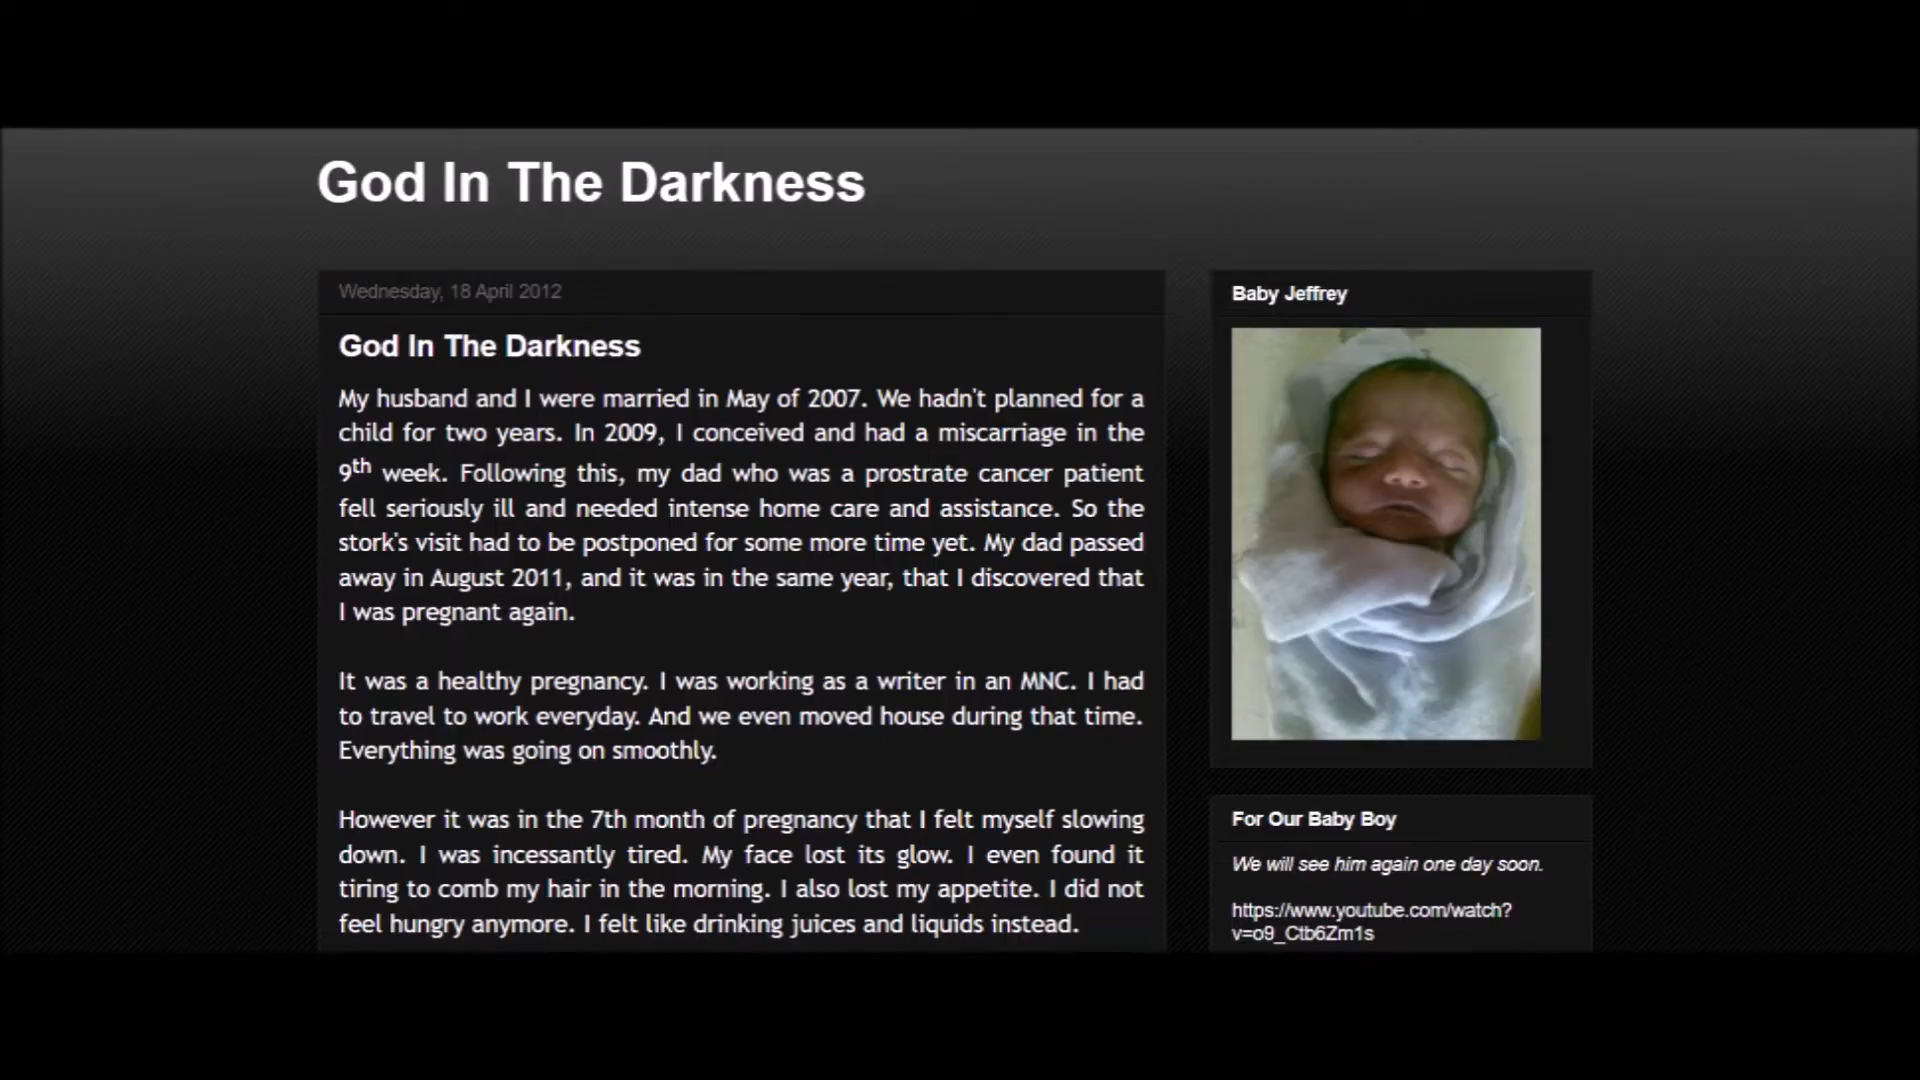 God In The Darkness
Wednesday, 18 April 2012
God In The Darkness
My husband and I were married in May of 2007. We hadn't planned for a
child for two years. In 2009, I conceived and had a miscarriage in the
9th week. Following this, my dad who was a prostrate cancer patient
fell seriously ill and needed intense home care and assistance. So the
stork's visit had to be postponed for some more time yet. My dad passed
away in August 2011, and it was in the same year, that I discovered that
I was pregnant again.
It was a healthy pregnancy. I was working as a writer in an MNC. I had
to travel to work everyday. And we even moved house during that time.
Everything was going on smoothly.
However it was in the 7th month of pregnancy that I felt myself slowing
down. I was incessantly tired. My face lost its glow. I even found it
tiring to comb my hair in the morning. I also lost my appetite. I did not
feel hungry anymore. I felt like drinking juices and liquids instead.
Baby Jeffrey
For Our Baby Boy
We will see him again one day soon.
https://www.youtube.com/watch?
v=o9_Ctb6Zm1s